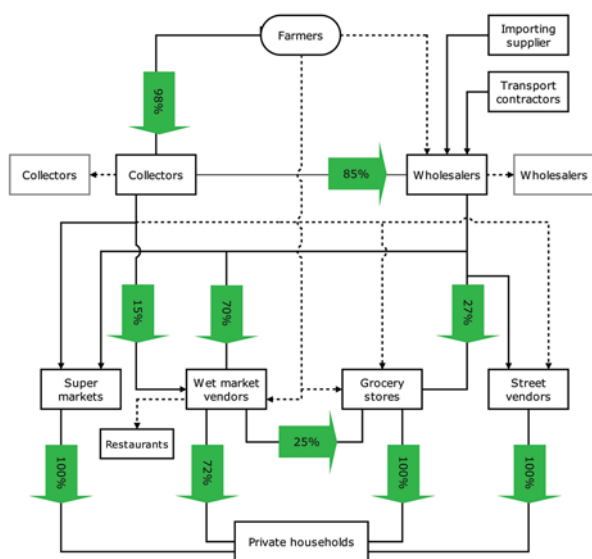 Farmers
Importing
supplier
Transport
contractors
98%
Collectors
Collectors
85%
Wholesalers
Wholesalers
15%
70%
27%
Super
markets
Wet market
vendors
Grocery
stores
Street
vendors
Restaurants
25%
100%
72%
100%
100%
Private households